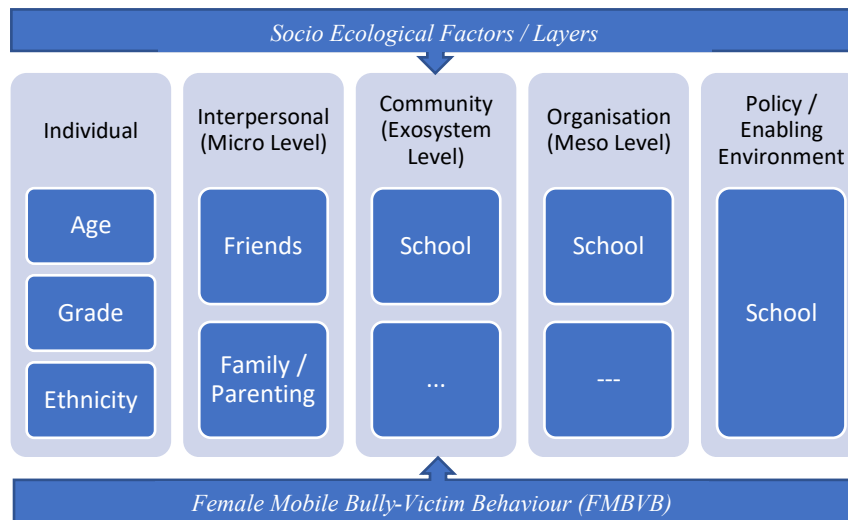 Socio Ecological Factors / Layers
Individual
Age
Grade
Ethnicity
Interpersonal
(Micro Level)
Friends
Family /
Parenting
Community
(Exosystem
Level)
School
...
Organisation
(Meso Level)
School
---
Policy /
Enabling
Environment
School
Female Mobile Bully-Victim Behaviour (FMBVB)